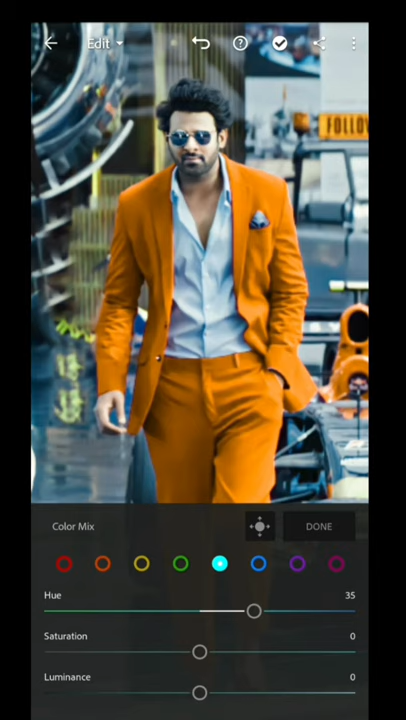 Edit
FOLLOW
Color Mix
DONE
Hue
35
Saturation
0
Luminance
0